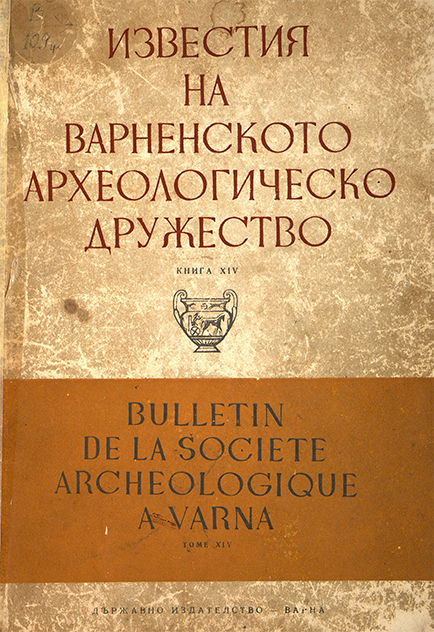 ИЗВЕСТИЯ
НА
ВАРНЕНСКОТО
АРХЕОЛОГИЧЕСКО
ДРУЖЕСТВО
КНИГА XIV
BULLETIN
DE LA SOCIETE
ARCHEOLOGIQUE
A VARNA
TOME XIV
ДЪРЖАВНО ИЗДАТЕЛСТВО – ВАРНА